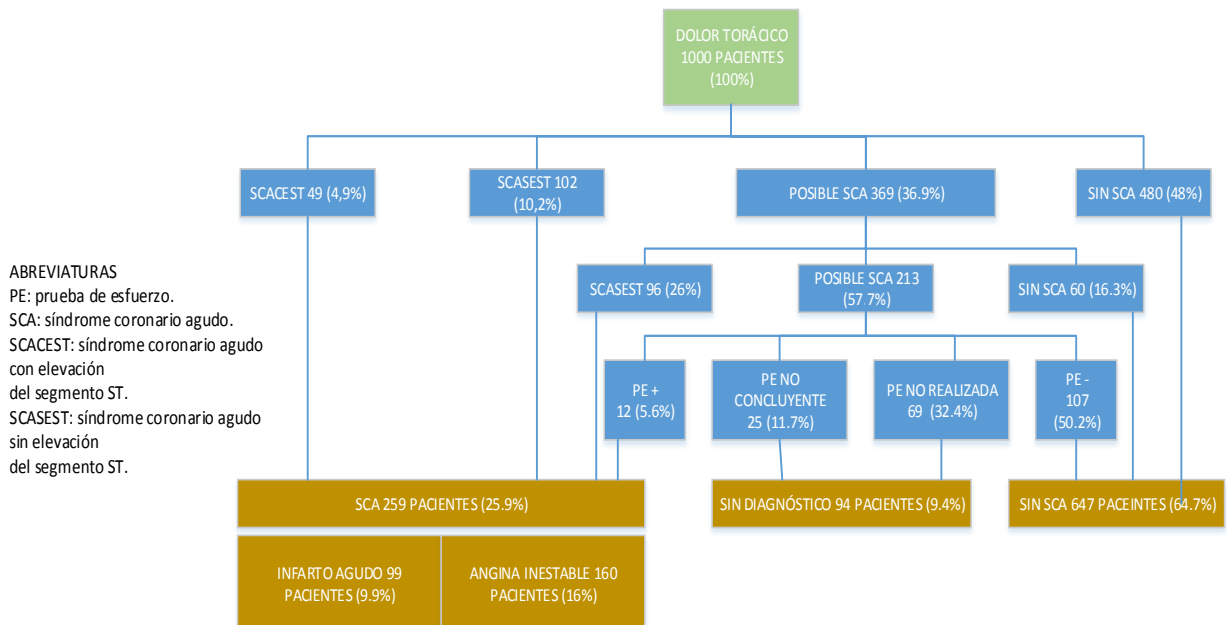 DOLOR TORÁCICO
1000 PACIENTES
(100%)
SCACEST 49 (4,9%)
SCASEST 102
(10,2%)
POSIBLE SCA 369 (36.9%)
SIN SCA 480 (48%)
SCASEST 96 (26%)
POSIBLE SCA 213
(57.7%)
SIN SCA 60 (16.3%)
ABREVIATURAS
PE: prueba de esfuerzo.
SCA: síndrome coronario agudo.
SCACEST: síndrome coronario agudo
con elevación
del segmento ST.
SCASEST: síndrome coronario agudo
sin elevación
del segmento ST.
PE +
12 (5.6%)
PE NO
CONCLUYENTE
25 (11.7%)
PE NO REALIZADA
69 (32.4%)
PE -
107
(50.2%)
SCA 259 PACIENTES (25.9%)
SIN DIAGNÓSTICO 94 PACIENTES (9.4%)
SIN SCA 647 PACEINTES (64.7%)
INFARTO AGUDO 99
PACIENTES (9.9%)
ANGINA INESTABLE 160
PACIENTES (16%)